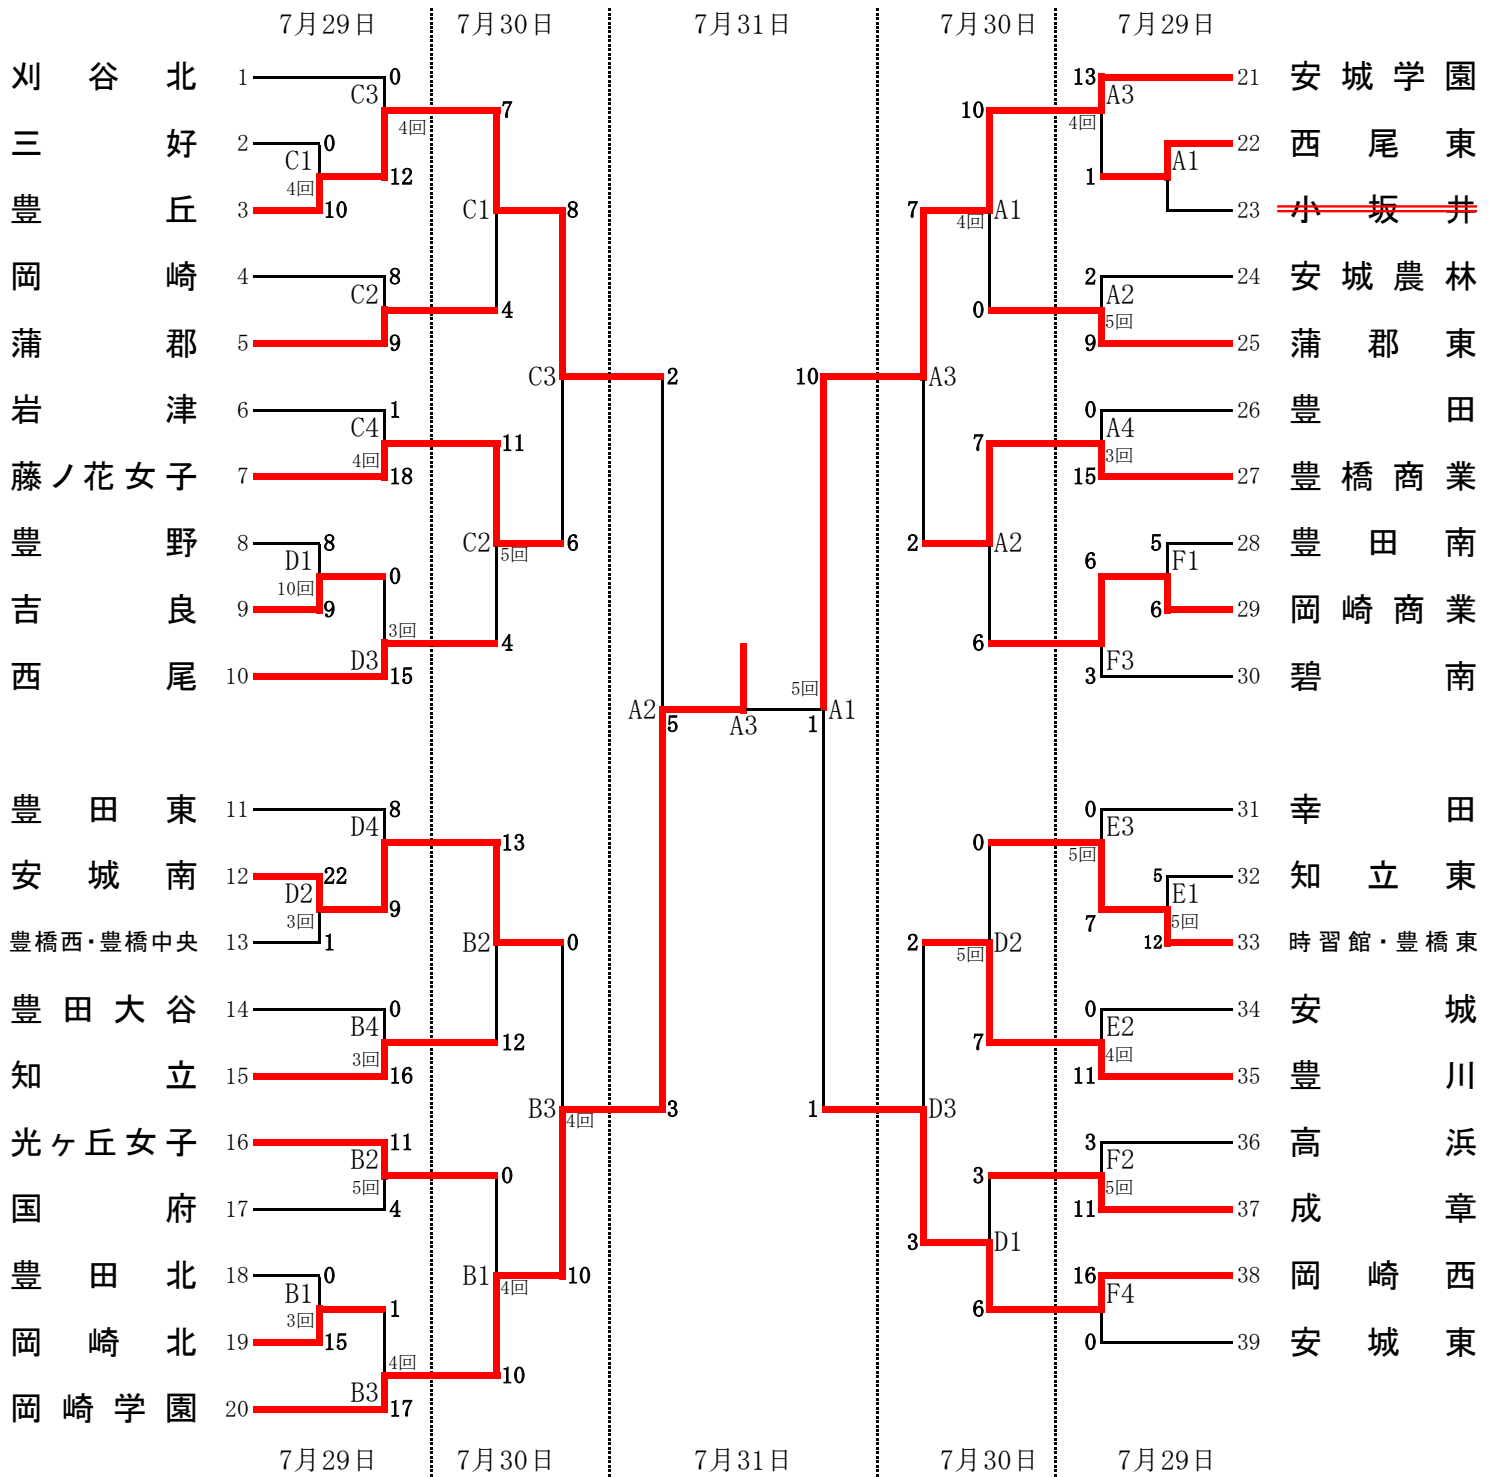 7月29日 7月30日 7月31日 7月30日 7月29日
刈谷北 1 0 7 10 13 21 安城学園
C3 4回 4回 A3
三好 2 0 22 西尾東
C1 4回 12 1 A1
豊丘 3 10 C1 8 7 4回 A1 23 小坂井
岡崎 4 8 2 24 安城農林
C2 4 0 A2 5回
蒲郡 5 9 9 25 蒲郡東
C3 2 10 A3
岩津 6 1 0 26 豊田
C4 4回 11 7 A4 3回
藤ノ花女子 7 18 15 27 豊橋商業
豊野 8 8 C2 5回 6 2 A2 5 28 豊田南
D1 10回 0 6 F1
吉良 9 9 6 29 岡崎商業
3回 4 6
西尾 10 D3 15 3 F3 30 碧南
A2 5 A3 5回 1 A1
豊田東 11 8 0 31 幸田
D4 13 0 5回 E3
安城南 12 22 5 32 知立東
D2 3回 9 7 E1 5回
豊橋西・豊橋中央 13 1 B2 0 2 5回 D2 12 33 時習館・豊橋東
豊田大谷 14 0 0 34 安城
B4 3回 12 7 E2 4回
知立 15 16 11 35 豊川
B3 4回 3 1 D3
光ヶ丘女子 16 11 3 36 高浜
B2 5回 0 3 F2 5回
国府 17 4 11 37 成章
3 D1
豊田北 18 0 B1 4回 10 16 38 岡崎西
B1 3回 1 6 F4
岡崎北 19 15 0 39 安城東
4回 10
岡崎学園 20 B3 17
7月29日 7月30日 7月31日 7月30日 7月29日